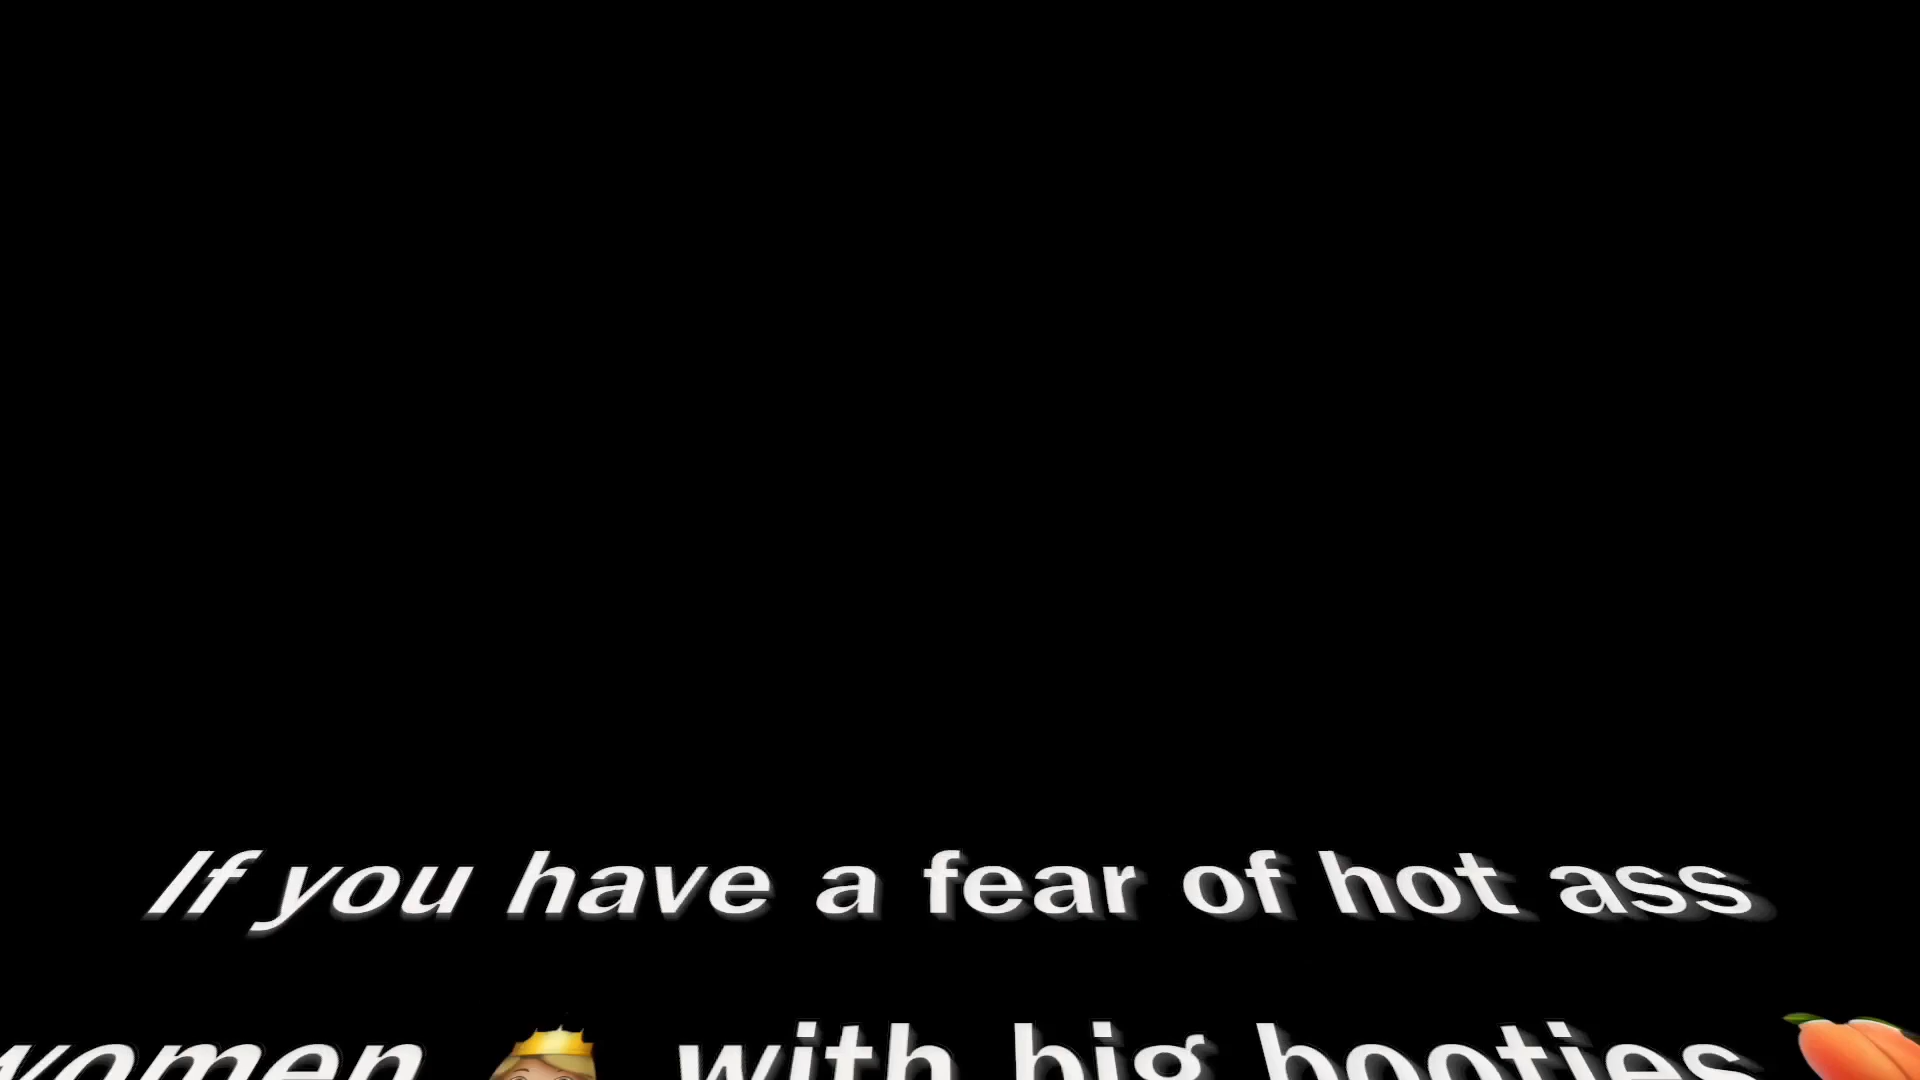 If you have a fear of hot ass
women 👸🏼 with big booties 🍑